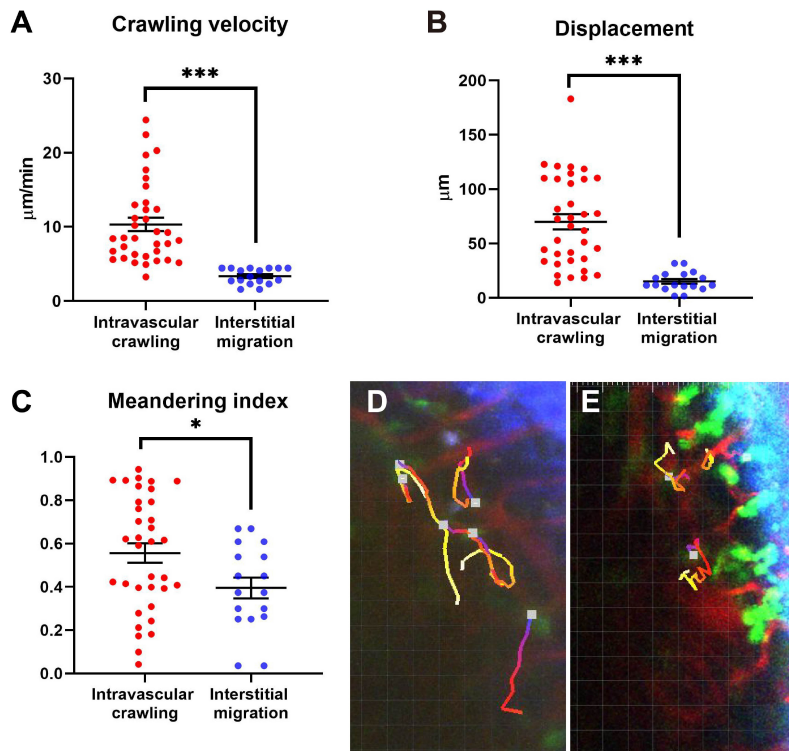 A
Crawling velocity
***
30
20
10
0
μm/min
Intravascular
crawling
Interstitial
migration
B
Displacement
***
200
150
100
50
0
μm
Intravascular
crawling
Interstitial
migration
C
Meandering index
*
1.0
0.8
0.6
0.4
0.2
0.0
Intravascular
crawling
Interstitial
migration
D
E